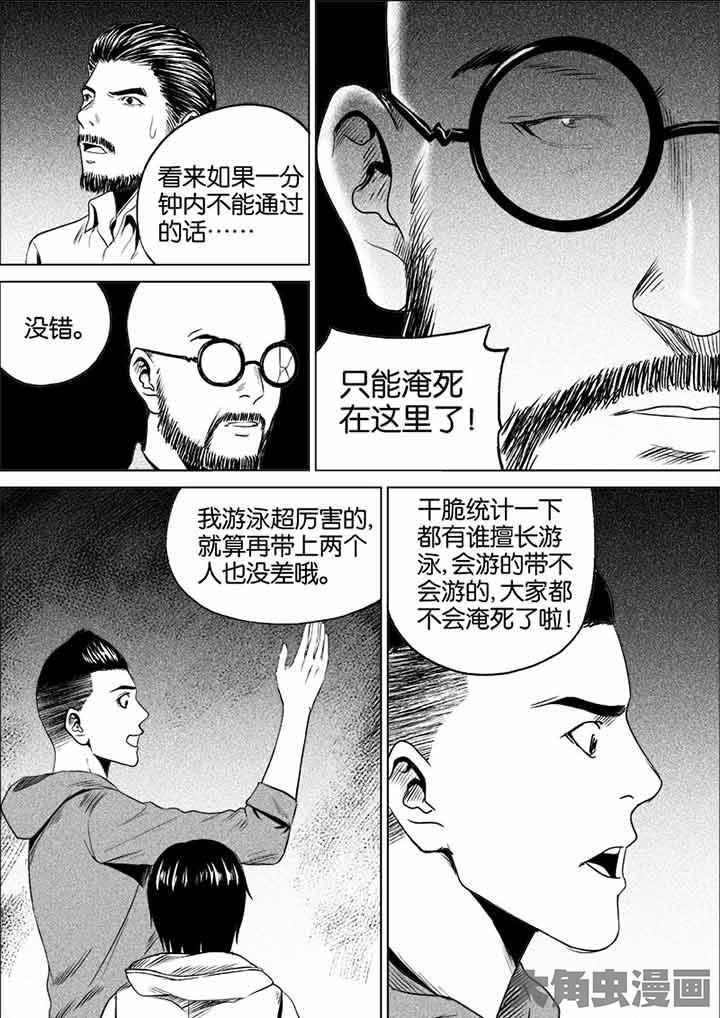 看来如果一分
钟内不能通过
的话……
没错。
只能淹死
在这里了！
我游泳超厉害的，
就算再带上两个
人也没差哦。
干脆统计一下
都有谁擅长游
泳，会游的带不
会游的，大家都
不会淹死了啦！
大角虫漫画